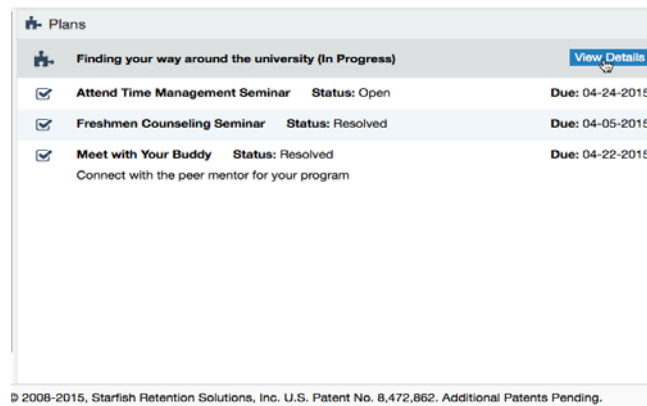 Plans
Finding your way around the university (In Progress) View Details
Attend Time Management Seminar Status: Open Due: 04-24-2015
Freshmen Counseling Seminar Status: Resolved Due: 04-05-2015
Meet with Your Buddy Status: Resolved Due: 04-22-2015
Connect with the peer mentor for your program
© 2008-2015, Starfish Retention Solutions, Inc. U.S. Patent No. 8,472,862. Additional Patents Pending.